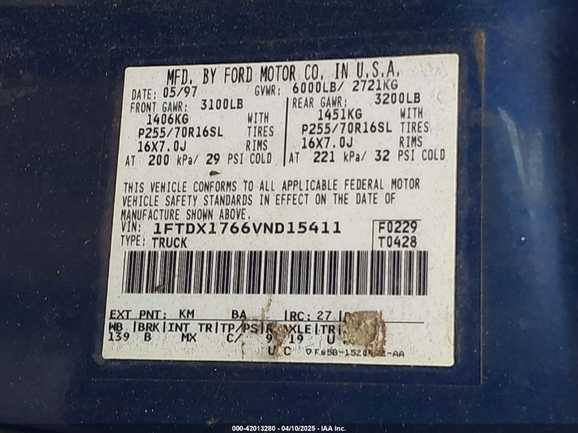 MFD. BY FORD MOTOR CO. IN U.S.A.
DATE: 05/97 GVWR: 6000LB/ 2721KG
FRONT GAWR: 3100LB REAR GAWR: 3200LB
1406KG WITH 1451KG WITH
P255/70R16SL TIRES P255/70R16SL TIRES
16X7.0J RIMS 16X7.0J RIMS
AT 200 kPa/ 29 PSI COLD AT 221 kPa/ 32 PSI COLD
THIS VEHICLE CONFORMS TO ALL APPLICABLE FEDERAL MOTOR
VEHICLE SAFETY STANDARDS IN EFFECT ON THE DATE OF
MANUFACTURE SHOWN ABOVE.
VIN: 1FTDX1766VND15411 F0229
TYPE: TRUCK T0428
EXT PNT: KM BA RC: 27
WB BRK INT TR TP/PS R AXLE TR
139 B MX C/ 9 19 U
U C
000-42013280 - 04/10/2025 - IAA Inc.